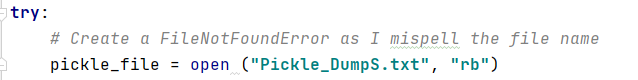 try:
# Create a FileNotFoundError as I mispell the file name
pickle_file = open ("Pickle_DumpS.txt", "rb")